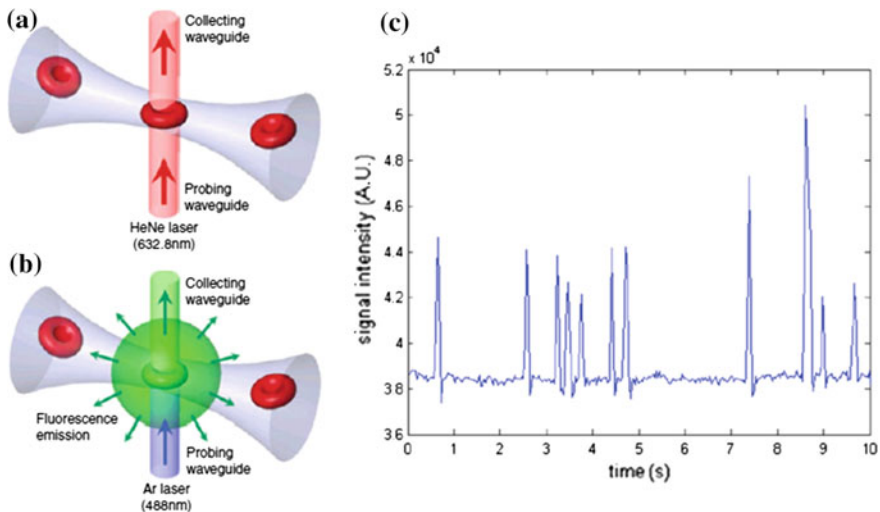 (a)
Collecting
waveguide
Probing
waveguide
HeNe laser
(632.8nm)
(b)
Collecting
waveguide
Fluorescence
emission
Probing
waveguide
Ar laser
(488nm)
(c)
× 10⁴
5.2
5
4.8
4.6
4.4
4.2
4
3.8
3.6
signal intensity (A.U.)
0 1 2 3 4 5 6 7 8 9 10
time (s)